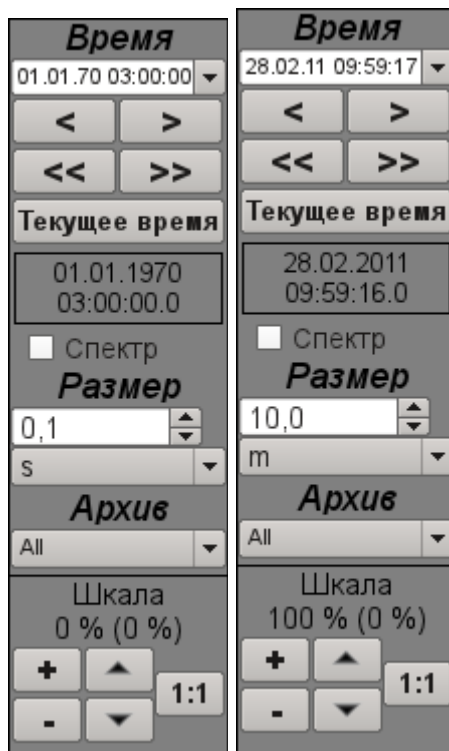 Время
01.01.70 03:00:00
< >
<< >>
Текущее время
01.01.1970
03:00:00.0
Спектр
Размер
0,1
s
Архив
All
Шкала
0 % (0 %)
+
1:1
-
Время
28.02.11 09:59:17
< >
<< >>
Текущее время
28.02.2011
09:59:16.0
Спектр
Размер
10,0
m
Архив
All
Шкала
100 % (0 %)
+
1:1
-